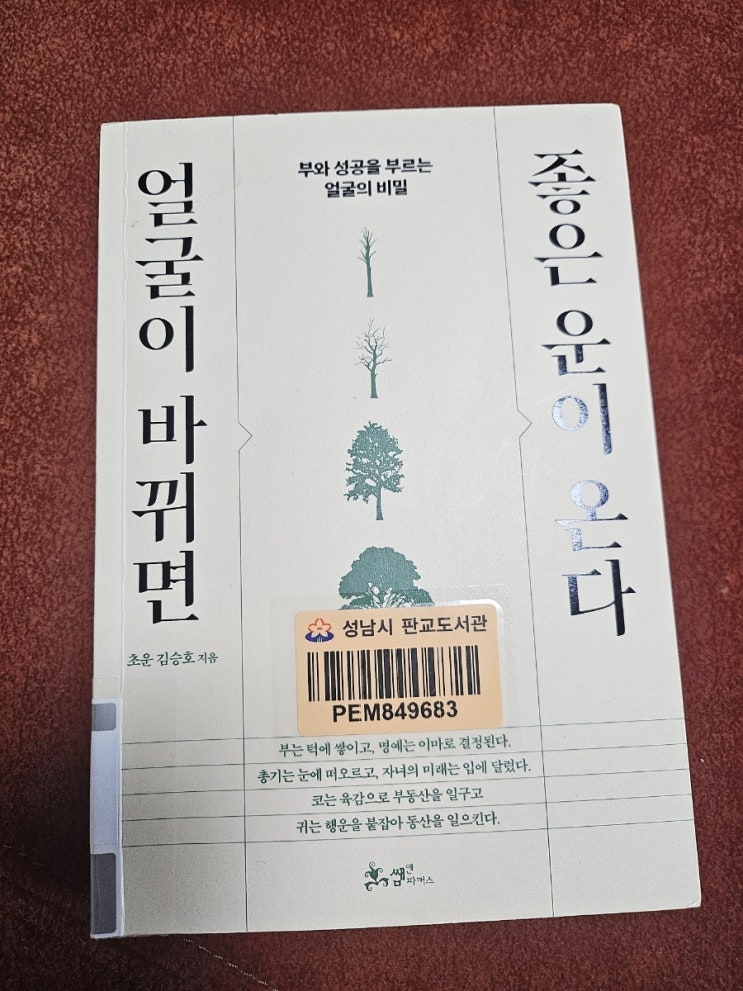 부와 성공을 부르는
얼굴의 비밀
얼굴이 바뀌면
좋은 운이 온다
초운 김승호 지음
성남시 판교도서관
PEM849683
부는 턱에 쌓이고, 명예는 이마로 결정된다.
총기는 눈에 떠오르고, 자녀의 미래는 입에 달렸다.
코는 육감으로 부동산을 일구고
귀는 행운을 붙잡아 동산을 일으킨다.
쌤앤파커스